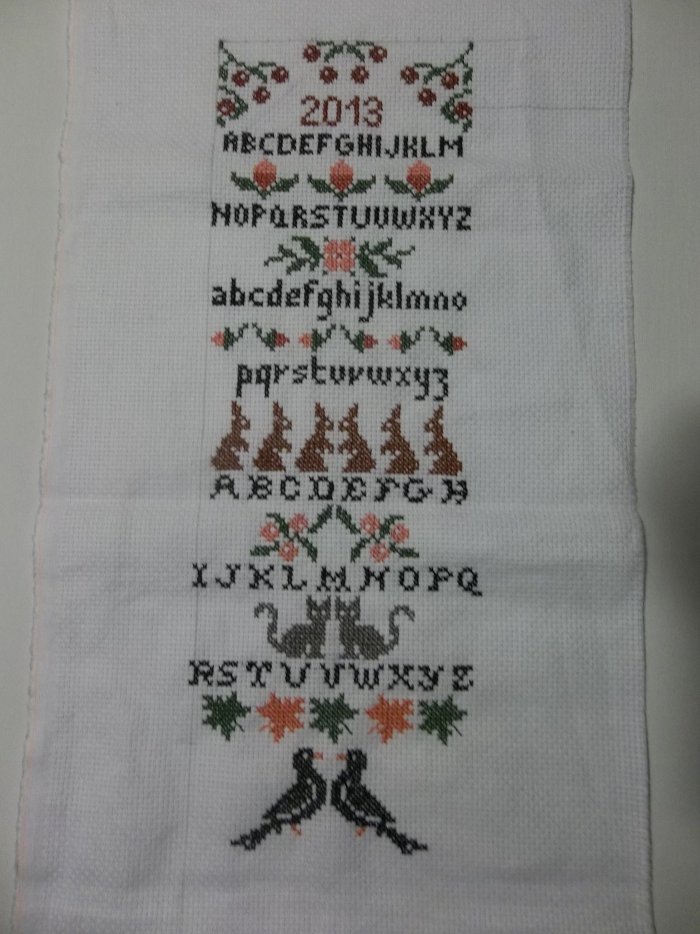 2013
ABCDEFGHIJKLM
NOPQRSTUVWXYZ
abcdefghijklmno
pqrstuvwxyz
ABCDEFGH
IJKLMNOPQ
RSTUVWXYZ